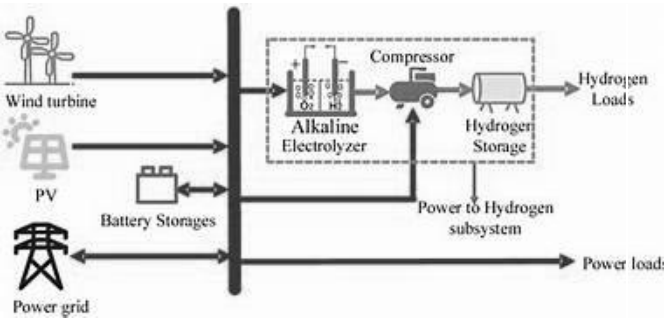 Compressor
Hydrogen
Loads
Wind turbine
+
−
O₂
H2
Alkaline
Electrolyzer
Hydrogen
Storage
PV
Battery Storages
Power to Hydrogen
subsystem
Power loads
Power grid